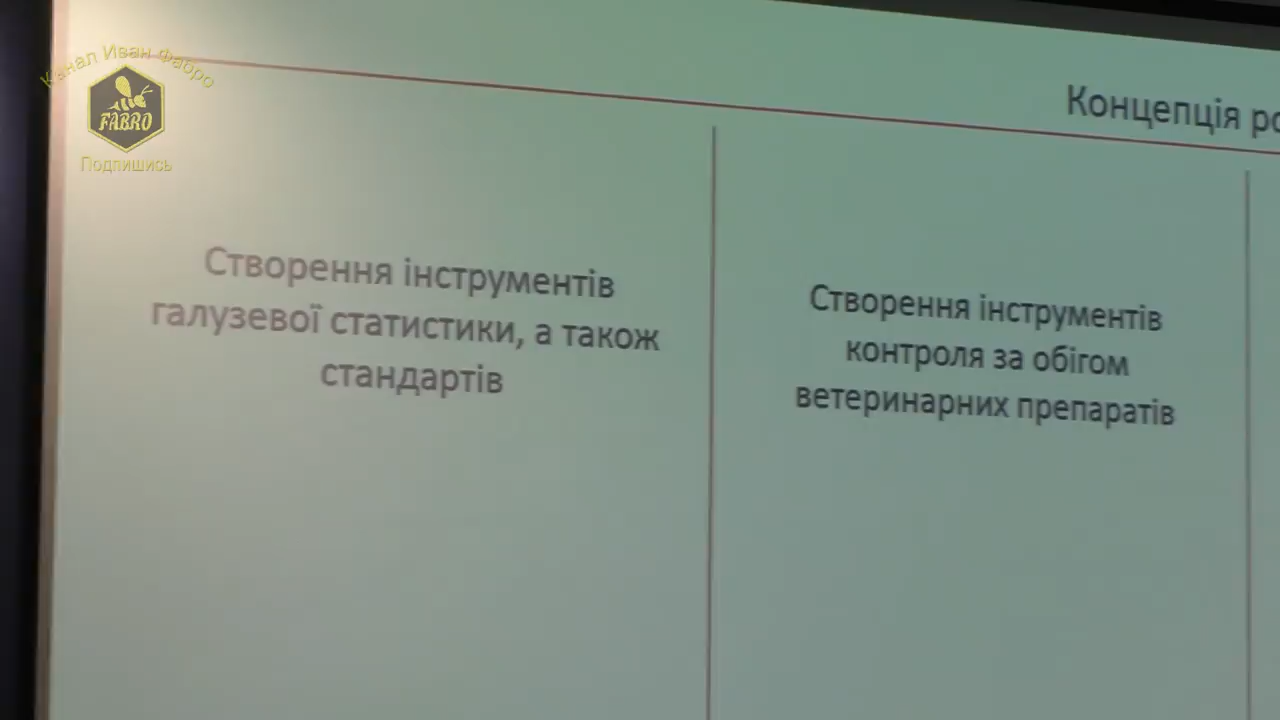 Канал Иван Фабро
FABRO
Подпишись
Концепція
Створення інструментів
галузевої статистики, а також
стандартів
Створення інструментів
контроля за обігом
ветеринарних препаратів